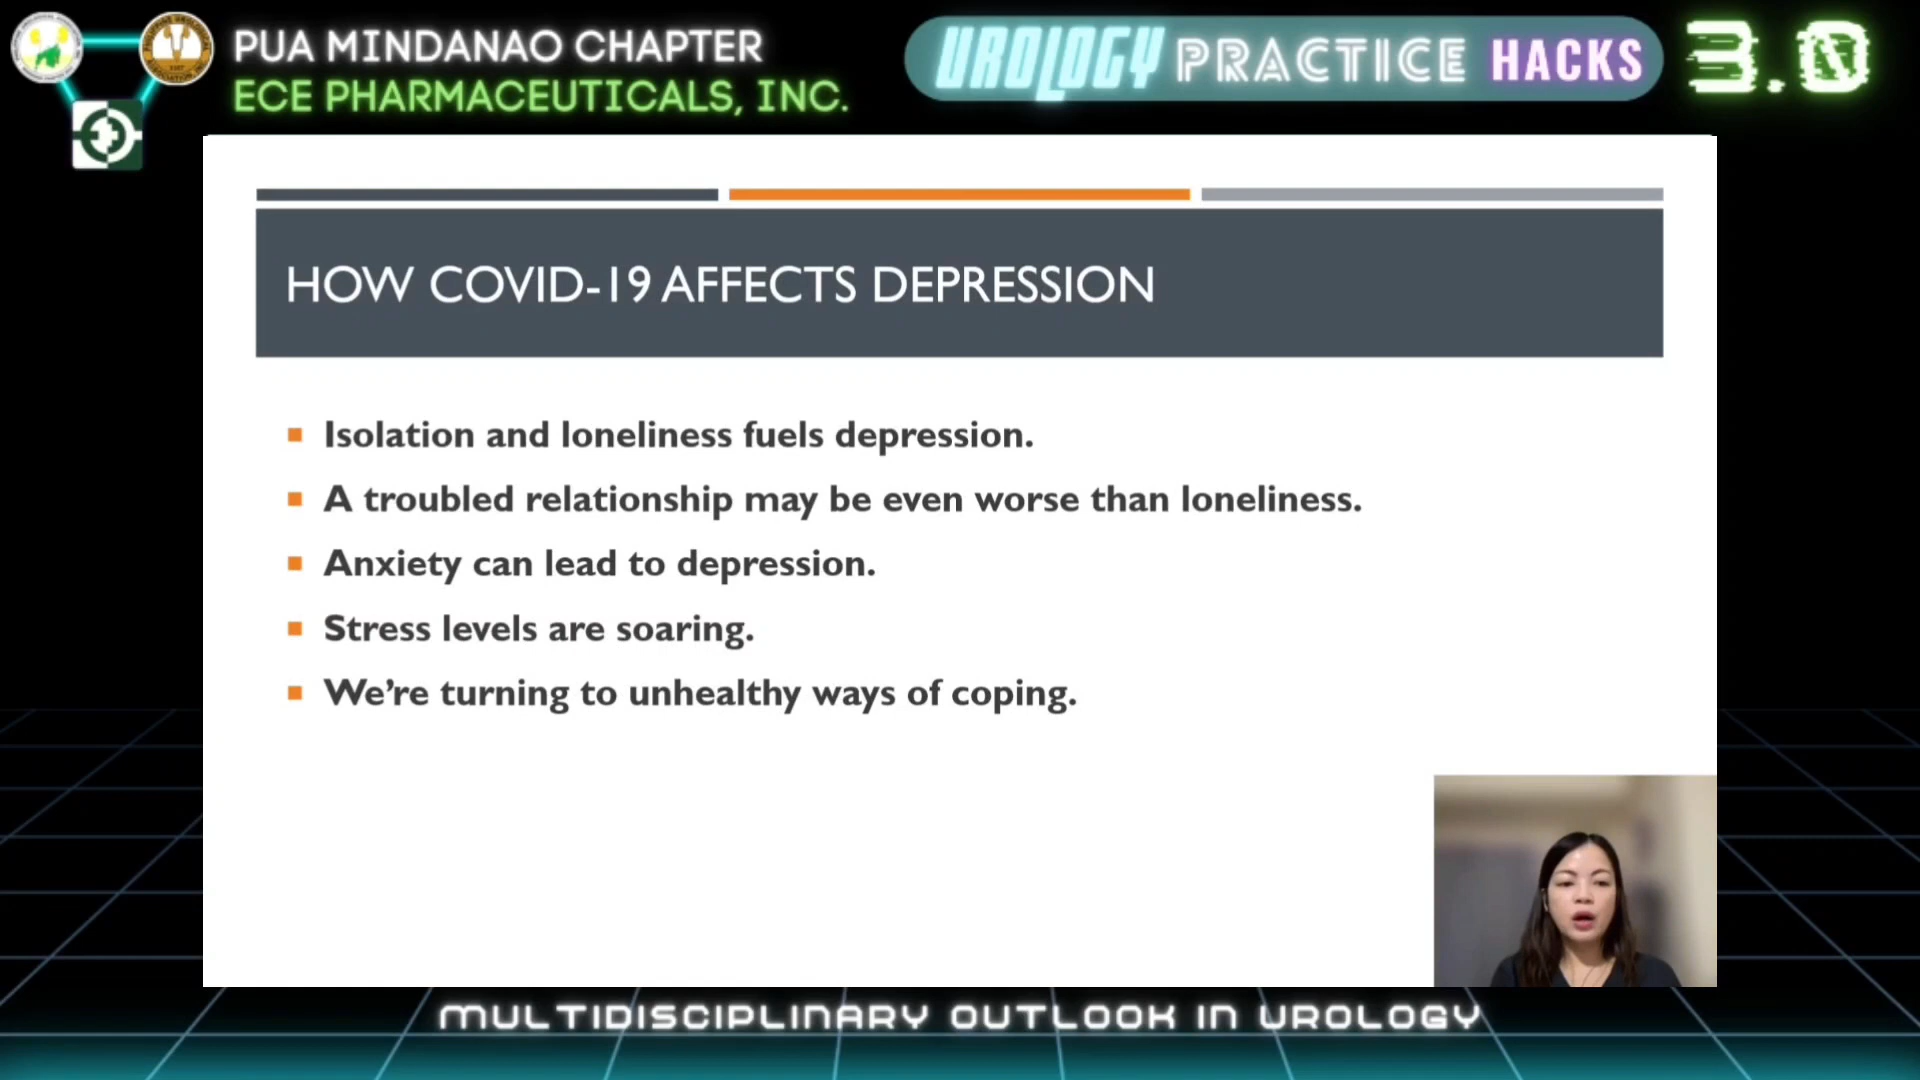 PUA MINDANAO CHAPTER
ECE PHARMACEUTICALS, INC.
UROLOGY PRACTICE HACKS 3.0
HOW COVID-19 AFFECTS DEPRESSION
Isolation and loneliness fuels depression.
A troubled relationship may be even worse than loneliness.
Anxiety can lead to depression.
Stress levels are soaring.
We're turning to unhealthy ways of coping.
MULTIDISCIPLINARY OUTLOOK IN UROLOGY